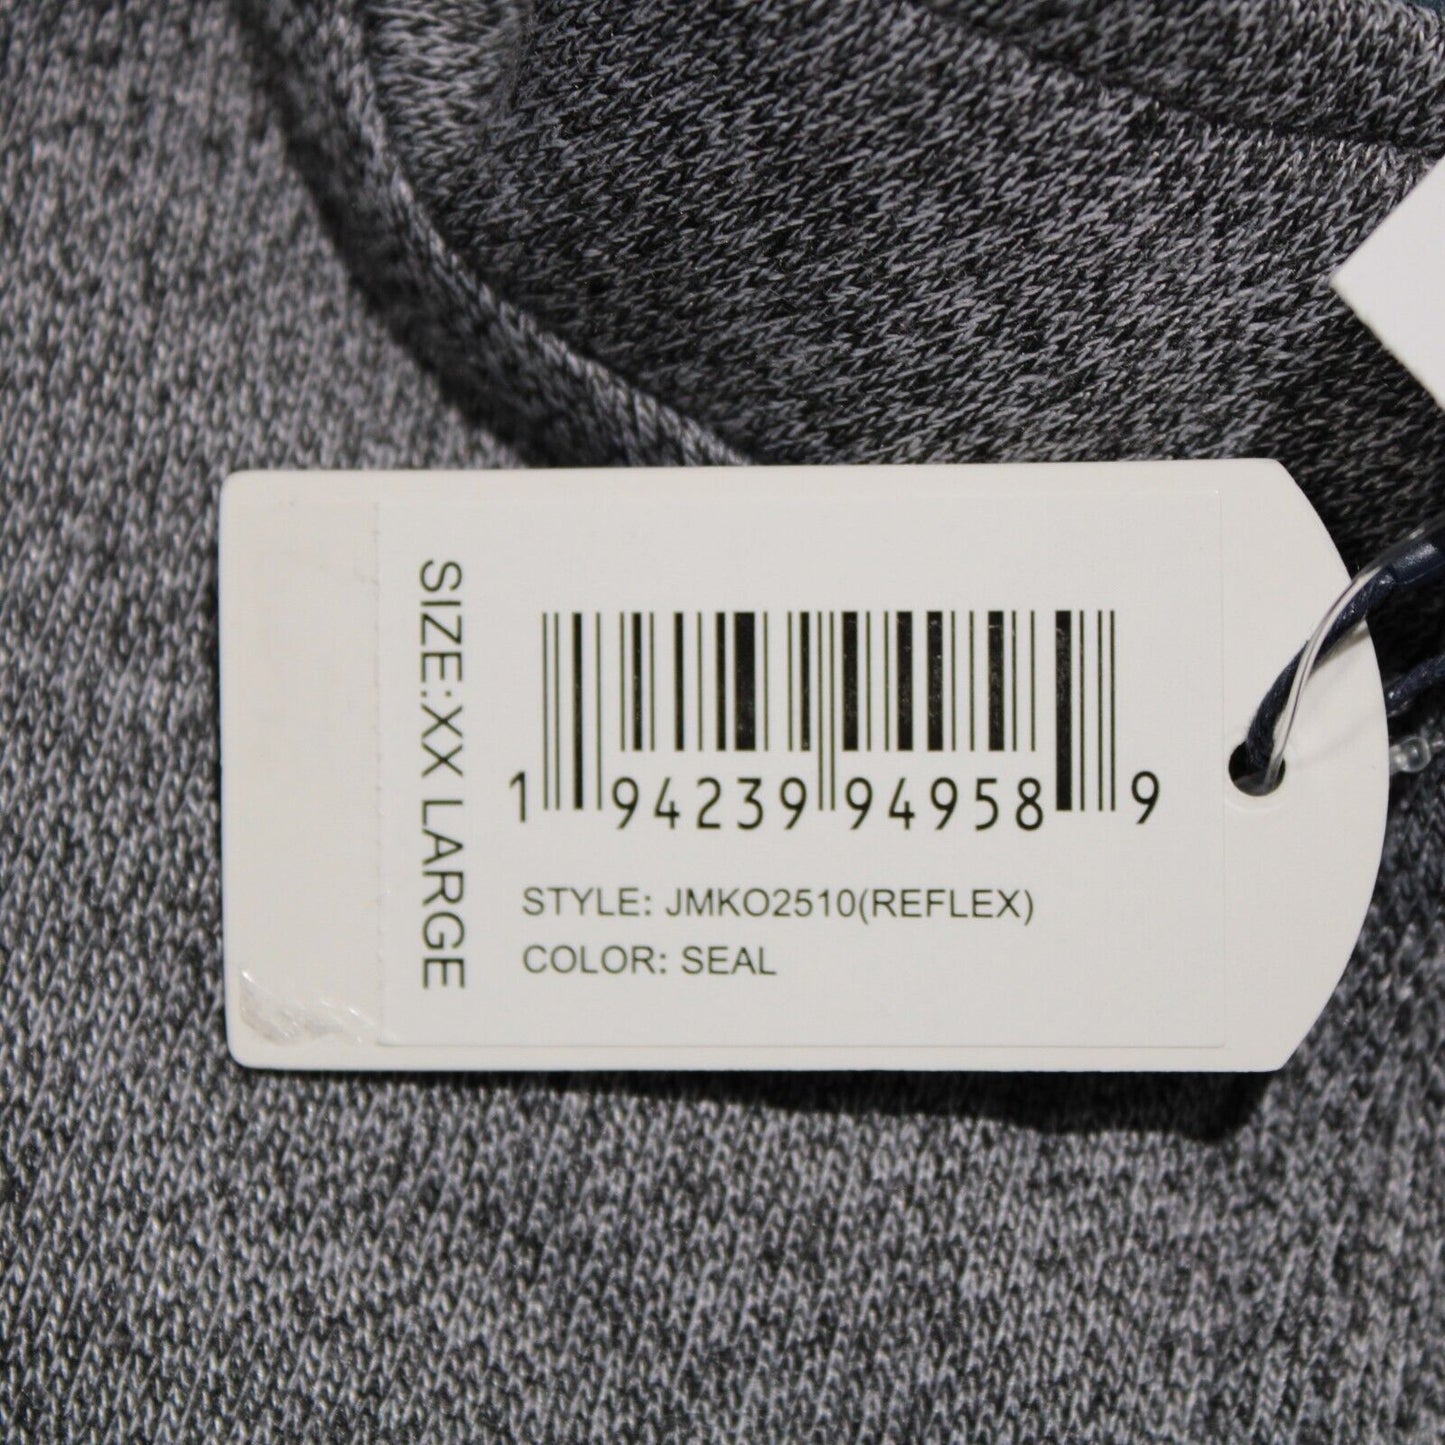 SIZE:XX LARGE
1 94239 94958 9
STYLE: JMKO2510(REFLEX)
COLOR: SEAL